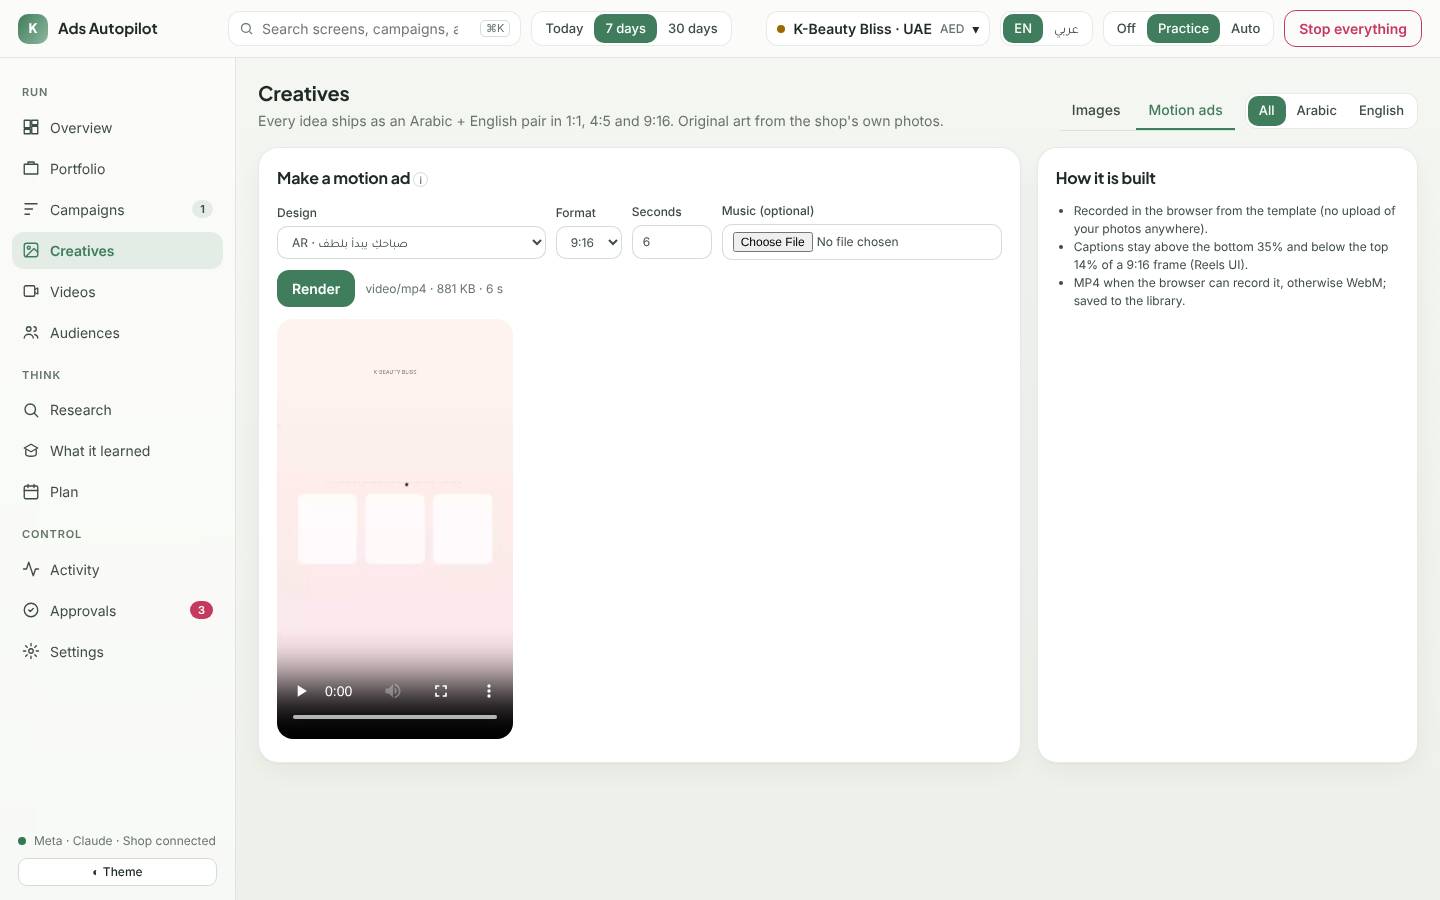 K
Ads Autopilot
Search screens, campaigns, a
⌘K
Today
7 days
30 days
K-Beauty Bliss · UAE AED ▾
EN
عربي
Off
Practice
Auto
Stop everything
RUN
Overview
Portfolio
Campaigns
1
Creatives
Videos
Audiences
THINK
Research
What it learned
Plan
CONTROL
Activity
Approvals
3
Settings
Meta · Claude · Shop connected
Theme
Creatives
Every idea ships as an Arabic + English pair in 1:1, 4:5 and 9:16. Original art from the shop's own photos.
Images
Motion ads
All
Arabic
English
Make a motion ad
i
Design
Format
Seconds
Music (optional)
AR · صباحكِ يبدأ بلطف
9:16
6
Choose File No file chosen
Render
video/mp4 · 881 KB · 6 s
K·BEAUTY BLISS
0:00
How it is built
• Recorded in the browser from the template (no upload of
your photos anywhere).
• Captions stay above the bottom 35% and below the top
14% of a 9:16 frame (Reels UI).
• MP4 when the browser can record it, otherwise WebM;
saved to the library.